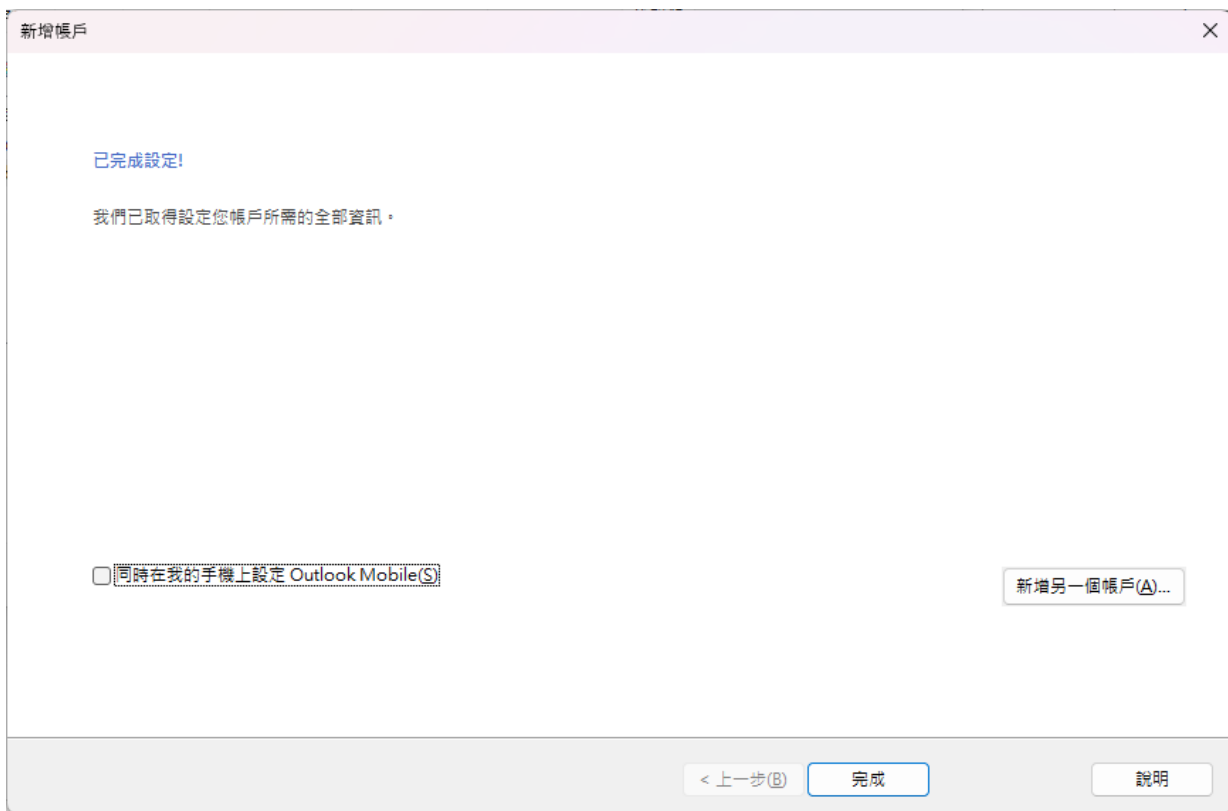 新增帳戶
已完成設定!
我們已取得設定您帳戶所需的全部資訊。
同時在我的手機上設定 Outlook Mobile(S)
新增另一個帳戶(A)...
< 上一步(B)
完成
說明